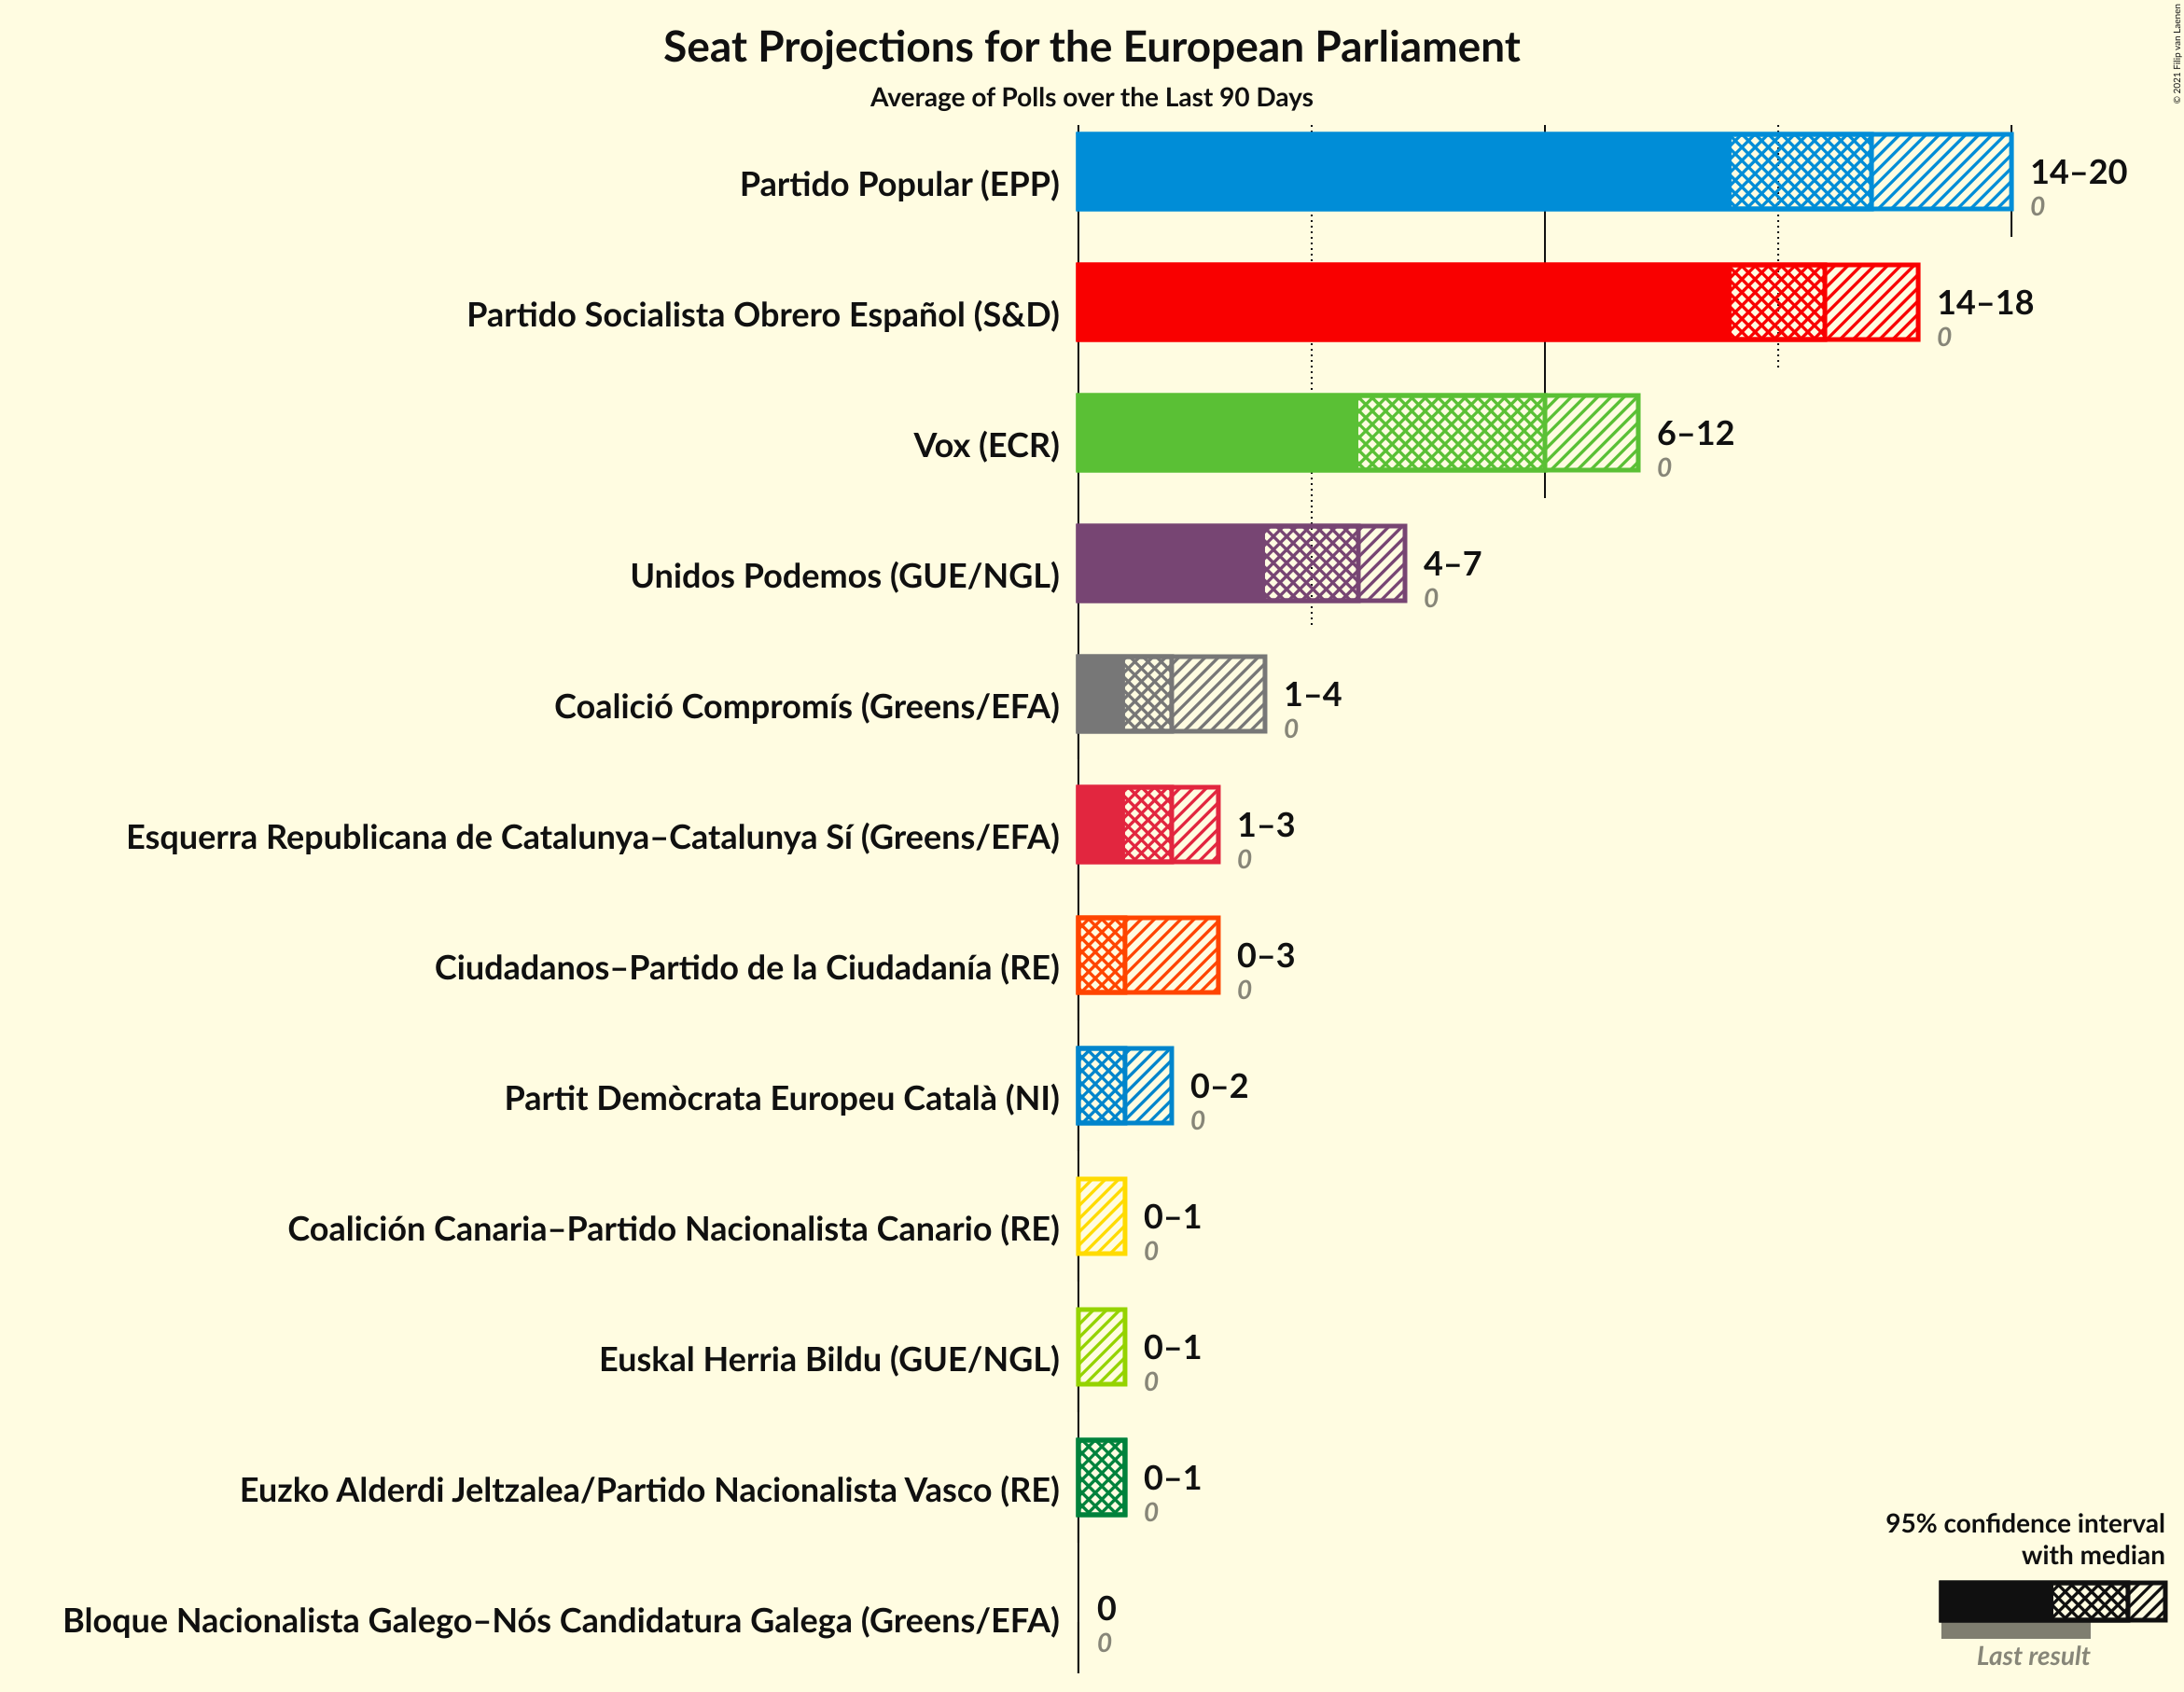 Seat Projections for the European Parliament
Average of Polls over the Last 90 Days
© 2021 Filip van Laenen
Partido Popular (EPP)
14–20
0
Partido Socialista Obrero Español (S&D)
14–18
0
Vox (ECR)
6–12
0
Unidos Podemos (GUE/NGL)
4–7
0
Coalició Compromís (Greens/EFA)
1–4
0
Esquerra Republicana de Catalunya–Catalunya Sí (Greens/EFA)
1–3
0
Ciudadanos–Partido de la Ciudadanía (RE)
0–3
0
Partit Demòcrata Europeu Català (NI)
0–2
0
Coalición Canaria–Partido Nacionalista Canario (RE)
0–1
0
Euskal Herria Bildu (GUE/NGL)
0–1
0
Euzko Alderdi Jeltzalea/Partido Nacionalista Vasco (RE)
0–1
0
Bloque Nacionalista Galego–Nós Candidatura Galega (Greens/EFA)
0
0
95% confidence interval
with median
Last result